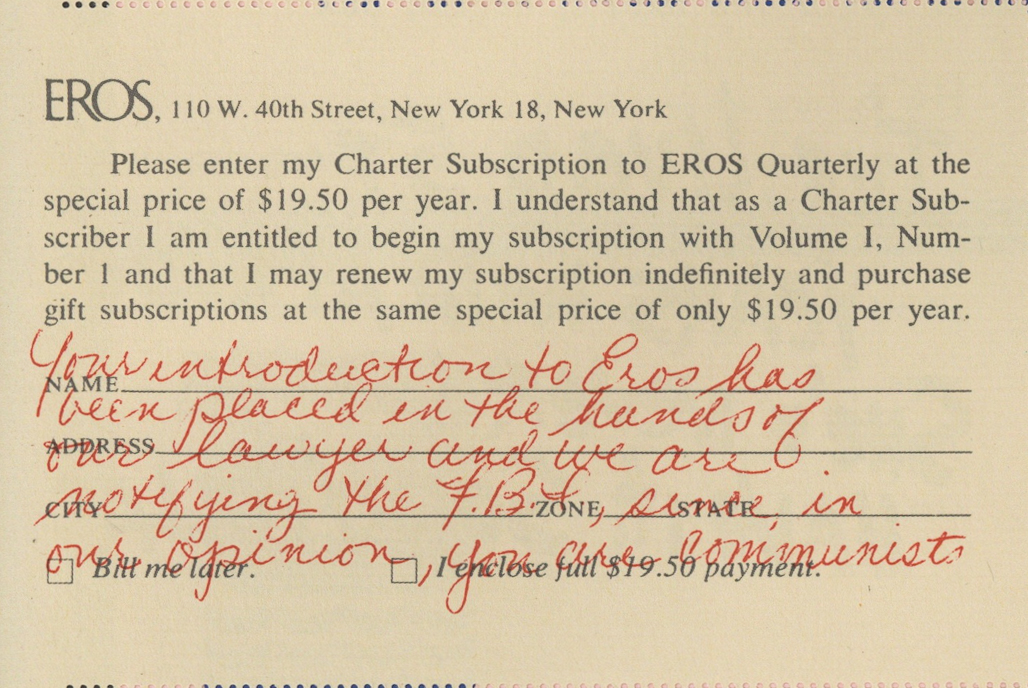 EROS, 110 W. 40th Street, New York 18, New York
Please enter my Charter Subscription to EROS Quarterly at the
special price of $19.50 per year. I understand that as a Charter Sub-
scriber I am entitled to begin my subscription with Volume I, Num-
ber 1 and that I may renew my subscription indefinitely and purchase
gift subscriptions at the same special price of only $19.50 per year.
Your introduction to Eros has
NAME
been placed in the hands of
ADDRESS
our lawyer and we are
notifying the F.B.I., since, in
CITY ZONE STATE
our opinion, you are Communists
Bill me later. I enclose full $19.50 payment.